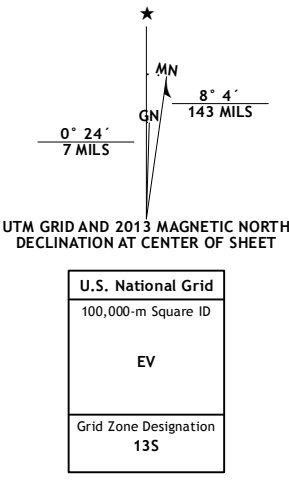 ★
MN
GN
8° 4´
143 MILS
0° 24´
7 MILS
UTM GRID AND 2013 MAGNETIC NORTH
DECLINATION AT CENTER OF SHEET
U.S. National Grid
100,000-m Square ID
EV
Grid Zone Designation
13S